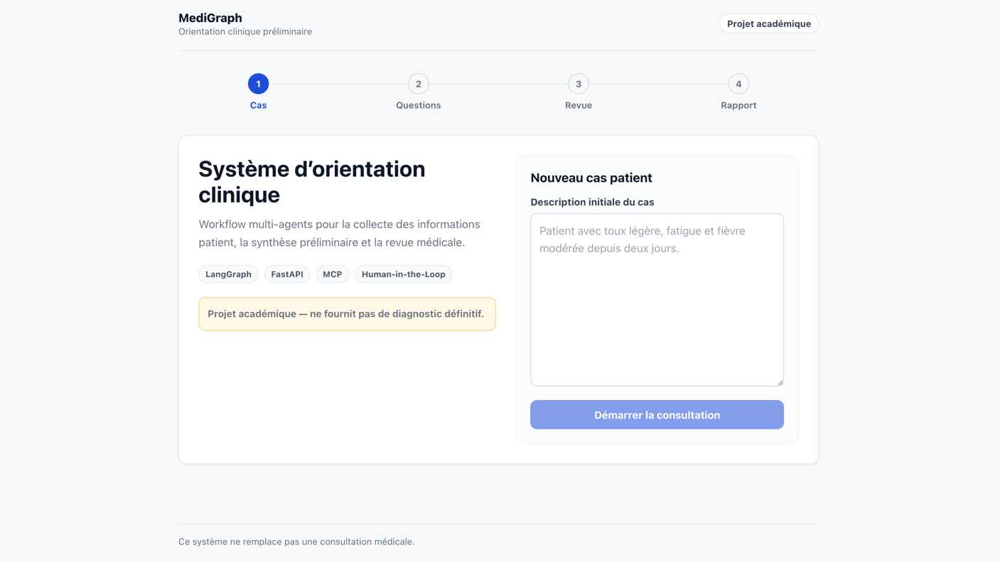 MediGraph
Orientation clinique préliminaire
Projet académique
1
2
3
4
Cas
Questions
Revue
Rapport
Système d’orientation
clinique
Workflow multi-agents pour la collecte des informations
patient, la synthèse préliminaire et la revue médicale.
LangGraph
FastAPI
MCP
Human-in-the-Loop
Projet académique — ne fournit pas de diagnostic définitif.
Nouveau cas patient
Description initiale du cas
Patient avec toux légère, fatigue et fièvre
modérée depuis deux jours.
Démarrer la consultation
Ce système ne remplace pas une consultation médicale.